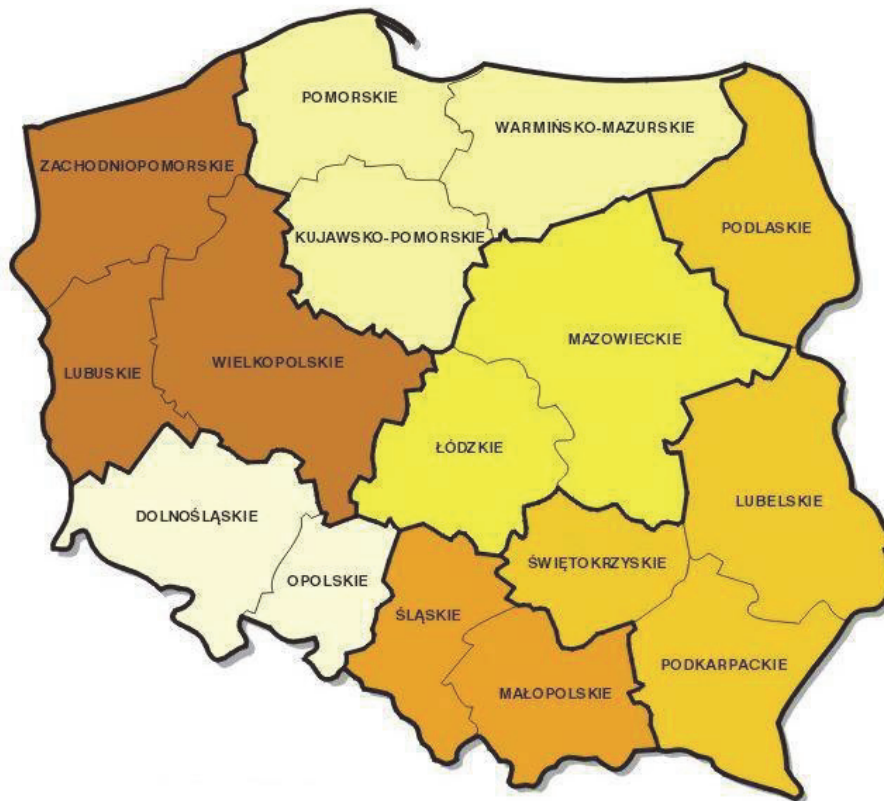 POMORSKIE
WARMIŃSKO-MAZURSKIE
ZACHODNIOPOMORSKIE
PODLASKIE
KUJAWSKO-POMORSKIE
MAZOWIECKIE
WIELKOPOLSKIE
LUBUSKIE
ŁÓDZKIE
LUBELSKIE
DOLNOŚLĄSKIE
ŚWIĘTOKRZYSKIE
OPOLSKIE
ŚLĄSKIE
PODKARPACKIE
MAŁOPOLSKIE